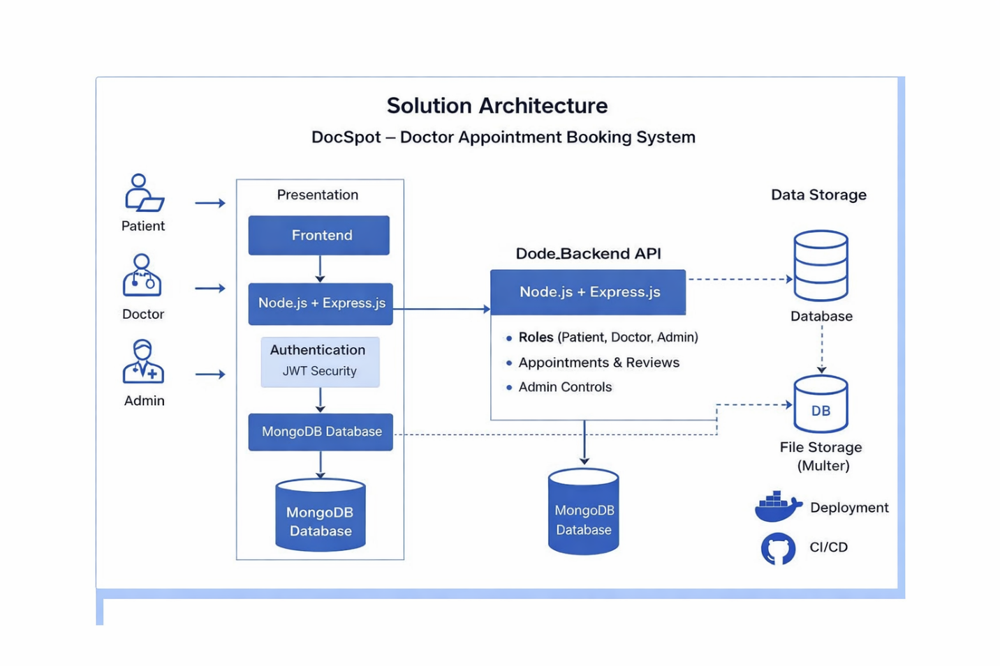 Solution Architecture
DocSpot – Doctor Appointment Booking System
Patient
Doctor
Admin
Presentation
Frontend
Node.js + Express.js
Authentication
JWT Security
MongoDB Database
MongoDB
Database
Dode.Backend API
Node.js + Express.js
Roles (Patient, Doctor, Admin)
Appointments & Reviews
Admin Controls
MongoDB
Database
Data Storage
Database
DB
File Storage
(Multer)
Deployment
CI/CD